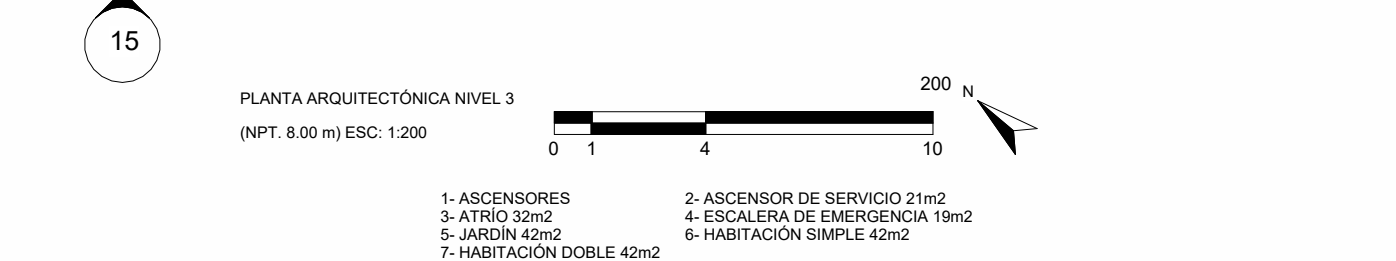 15
PLANTA ARQUITECTÓNICA NIVEL 3
(NPT. 8.00 m) ESC: 1:200
200
N
0 1 4 10
1- ASCENSORES
2- ASCENSOR DE SERVICIO 21m2
3- ATRÍO 32m2
4- ESCALERA DE EMERGENCIA 19m2
5- JARDÍN 42m2
6- HABITACIÓN SIMPLE 42m2
7- HABITACIÓN DOBLE 42m2